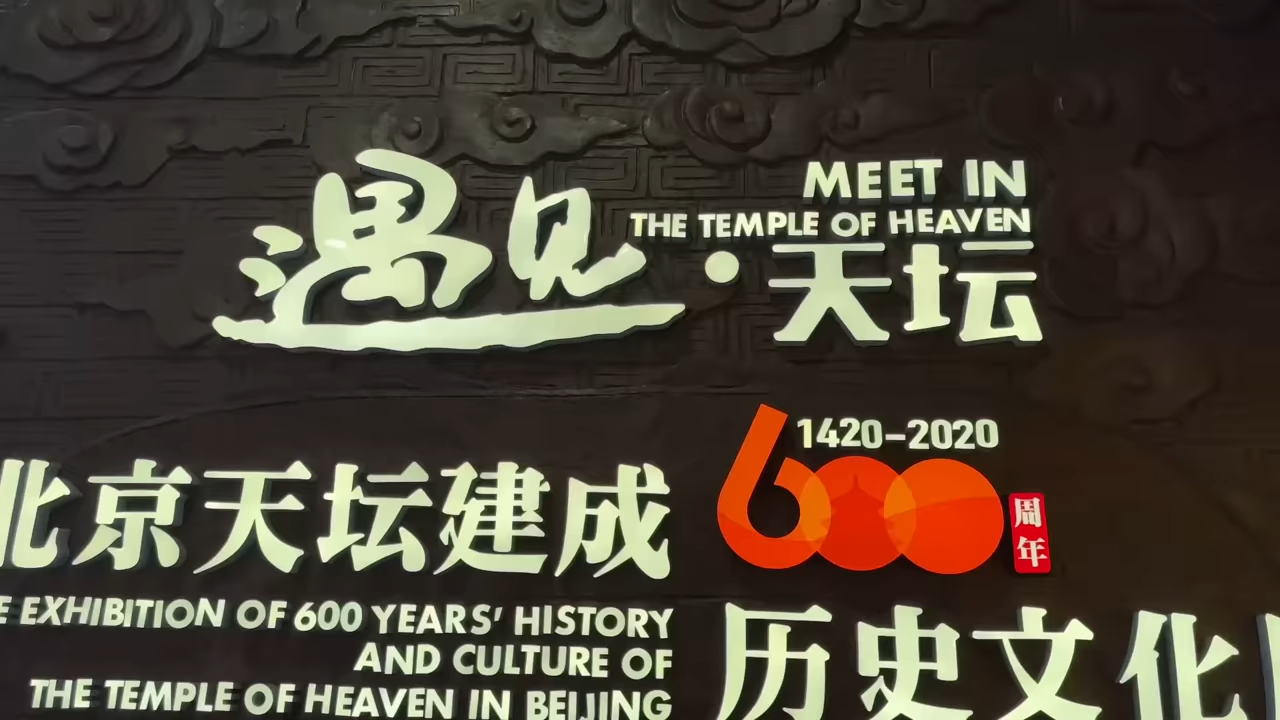 MEET IN
THE TEMPLE OF HEAVEN
遇见·天坛
1420-2020
北京天坛建成
600
周年
EXHIBITION OF 600 YEARS' HISTORY
AND CULTURE OF
THE TEMPLE OF HEAVEN IN BEIJING
历史文化